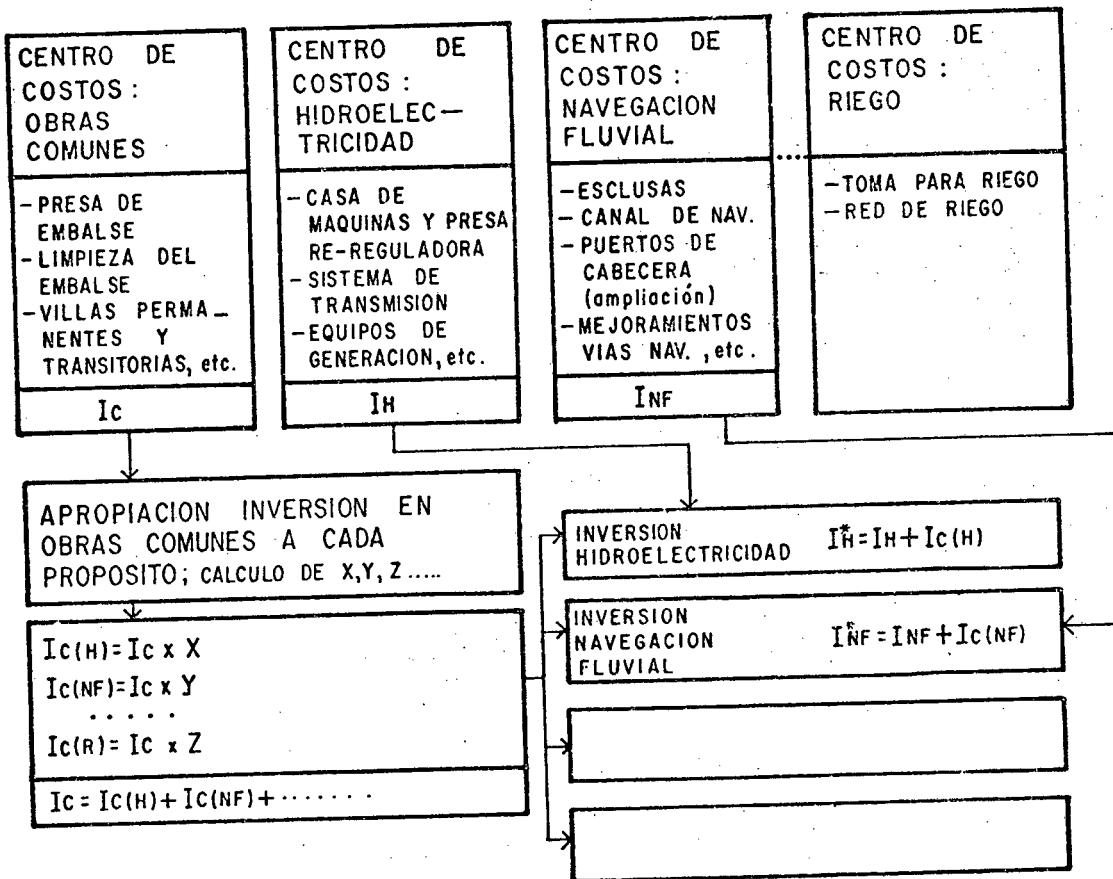 CENTRO DE
COSTOS :
OBRAS
COMUNES
- PRESA DE
EMBALSE
- LIMPIEZA DEL
EMBALSE
- VILLAS PERMA_
NENTES Y
TRANSITORIAS, etc.
Ic
CENTRO DE
COSTOS :
HIDROELEC—
TRICIDAD
- CASA DE
MAQUINAS Y PRESA
RE-REGULADORA
- SISTEMA DE
TRANSMISION
- EQUIPOS DE
GENERACION, etc.
IH
CENTRO DE
COSTOS :
NAVEGACION
FLUVIAL
- ESCLUSAS
- CANAL DE NAV.
- PUERTOS DE
CABECERA
(ampliación)
- MEJORAMIENTOS
VIAS NAV. , etc.
INF
.....
CENTRO DE
COSTOS :
RIEGO
- TOMA PARA RIEGO
- RED DE RIEGO
APROPIACION INVERSION EN
OBRAS COMUNES A CADA
PROPOSITO; CALCULO DE X,Y, Z .....
Ic(H)=Ic x X
Ic(NF)=Ic x Y
. . . . .
Ic(R)= Ic x Z
Ic = Ic(H)+ Ic(NF)+ ·······
INVERSION
HIDROELECTRICIDAD I*H=IH+Ic(H)
INVERSION
NAVEGACION I*NF=INF+Ic(NF)
FLUVIAL